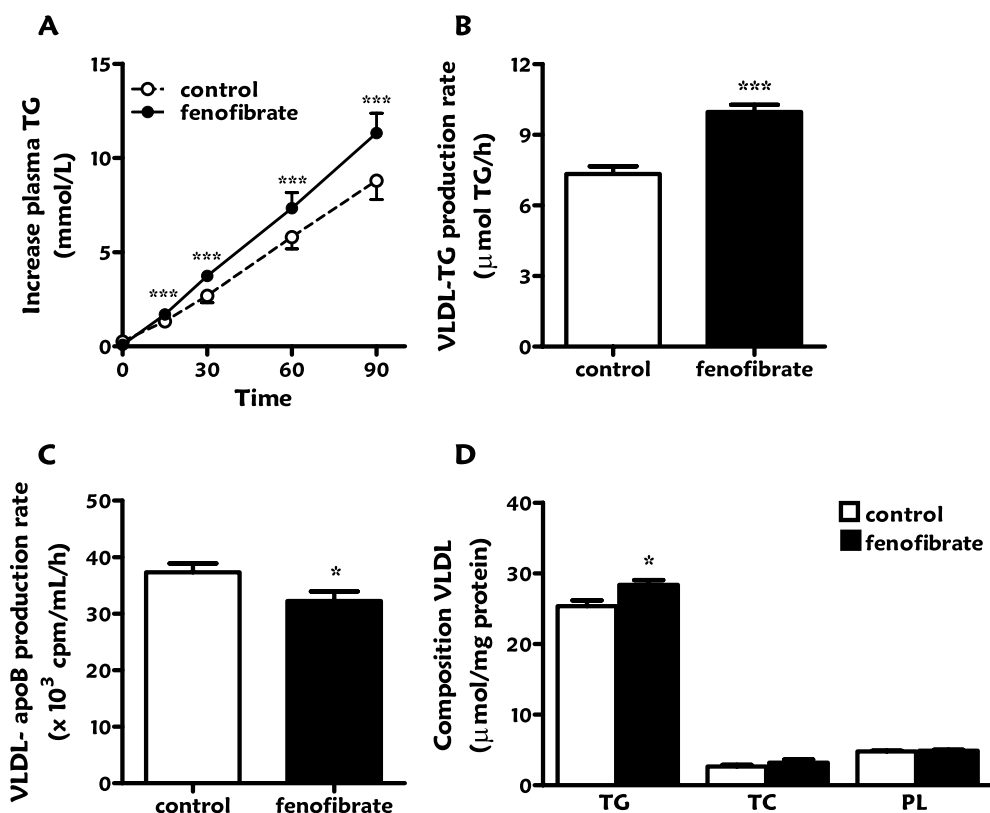 A
Increase plasma TG
(mmol/L)
15
10
5
0
control
fenofibrate
***
***
***
***
0
30
60
90
Time
B
VLDL-TG production rate
(μmol TG/h)
12
9
6
3
0
***
control
fenofibrate
C
VLDL- apoB production rate
(x 10³ cpm/mL/h)
50
40
30
20
10
0
*
control
fenofibrate
D
Composition VLDL
(μmol/mg protein)
40
30
20
10
0
control
fenofibrate
*
TG
TC
PL